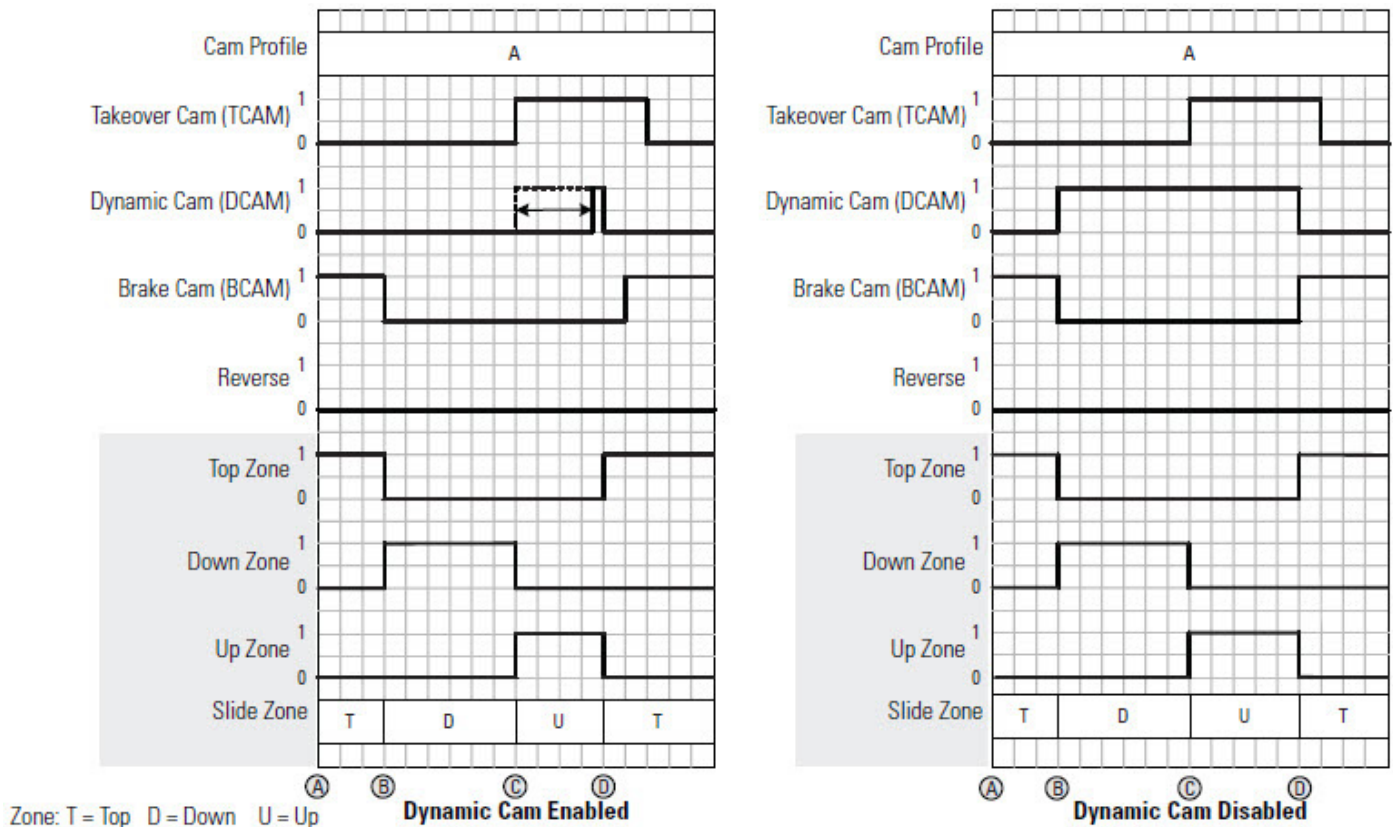 Cam Profile A
Takeover Cam (TCAM) 1 0
Dynamic Cam (DCAM) 1 0
Brake Cam (BCAM) 1 0
Reverse 1 0
Top Zone 1 0
Down Zone 1 0
Up Zone 1 0
Slide Zone T D U T
A B C D
Dynamic Cam Enabled
Zone: T = Top D = Down U = Up
Cam Profile A
Takeover Cam (TCAM) 1 0
Dynamic Cam (DCAM) 1 0
Brake Cam (BCAM) 1 0
Reverse 1 0
Top Zone 1 0
Down Zone 1 0
Up Zone 1 0
Slide Zone T D U T
A B C D
Dynamic Cam Disabled